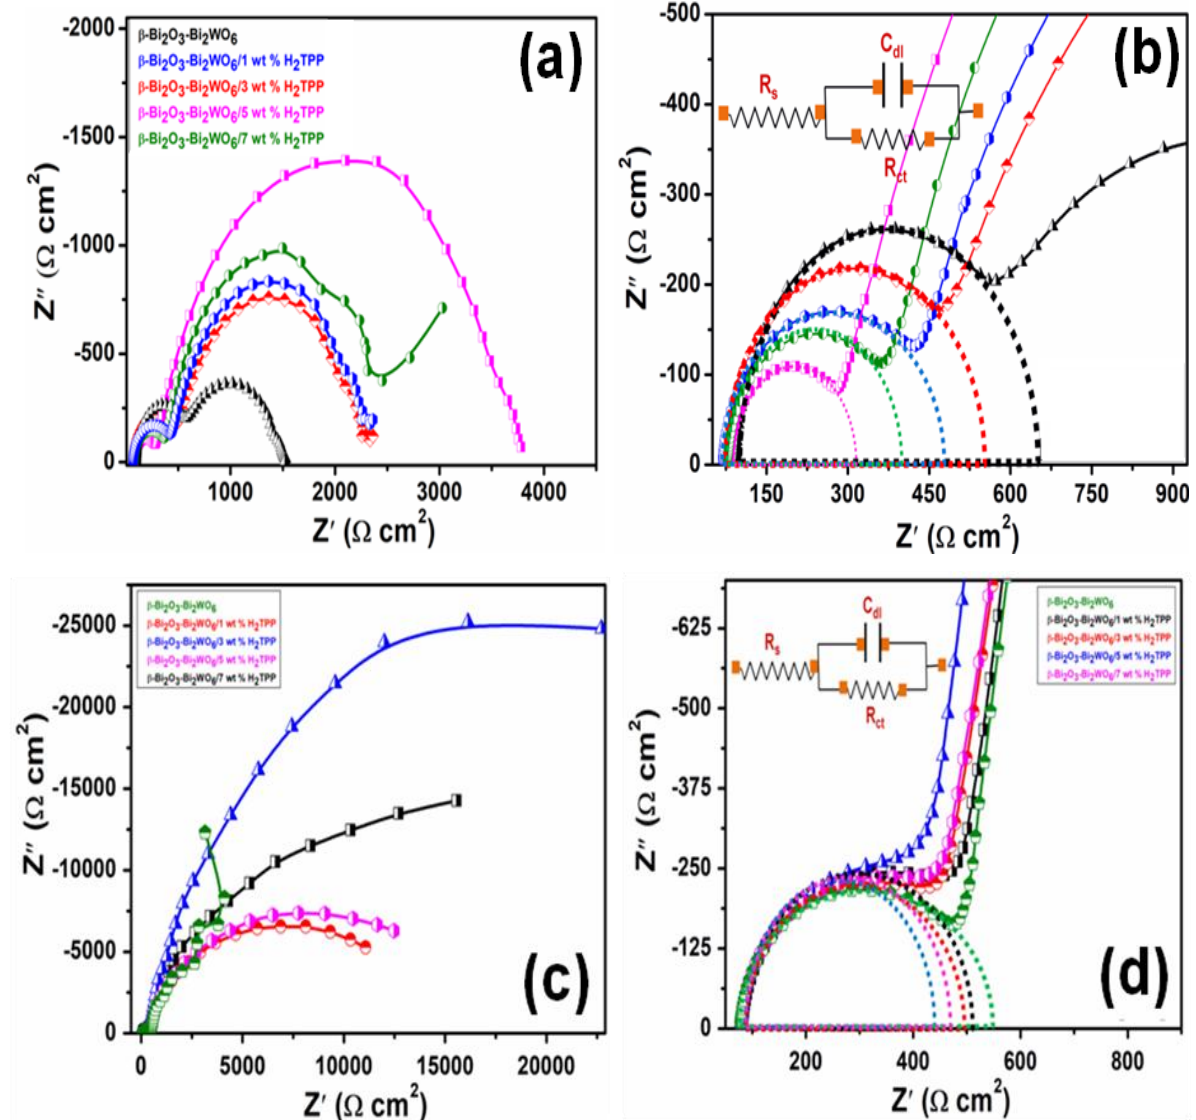 (a)
β-Bi2O3-Bi2WO6
β-Bi2O3-Bi2WO6/1 wt % H2TPP
β-Bi2O3-Bi2WO6/3 wt % H2TPP
β-Bi2O3-Bi2WO6/5 wt % H2TPP
β-Bi2O3-Bi2WO6/7 wt % H2TPP
-2000
-1500
-1000
-500
0
Z″ (Ω cm²)
1000
2000
3000
4000
Z′ (Ω cm²)
(b)
Cdl
Rs
Rct
-500
-400
-300
-200
-100
0
Z″ (Ω cm²)
150
300
450
600
750
900
Z′ (Ω cm²)
β-Bi2O3-Bi2WO6
β-Bi2O3-Bi2WO6/1 wt % H2TPP
β-Bi2O3-Bi2WO6/3 wt % H2TPP
β-Bi2O3-Bi2WO6/5 wt % H2TPP
β-Bi2O3-Bi2WO6/7 wt % H2TPP
-25000
-20000
-15000
-10000
-5000
0
Z″ (Ω cm²)
(c)
0
5000
10000
15000
20000
Z′ (Ω cm²)
Cdl
Rs
Rct
β-Bi2O3-Bi2WO6
β-Bi2O3-Bi2WO6/1 wt % H2TPP
β-Bi2O3-Bi2WO6/3 wt % H2TPP
β-Bi2O3-Bi2WO6/5 wt % H2TPP
β-Bi2O3-Bi2WO6/7 wt % H2TPP
-625
-500
-375
-250
-125
0
Z″ (Ω cm²)
(d)
200
400
600
800
Z′ (Ω cm²)